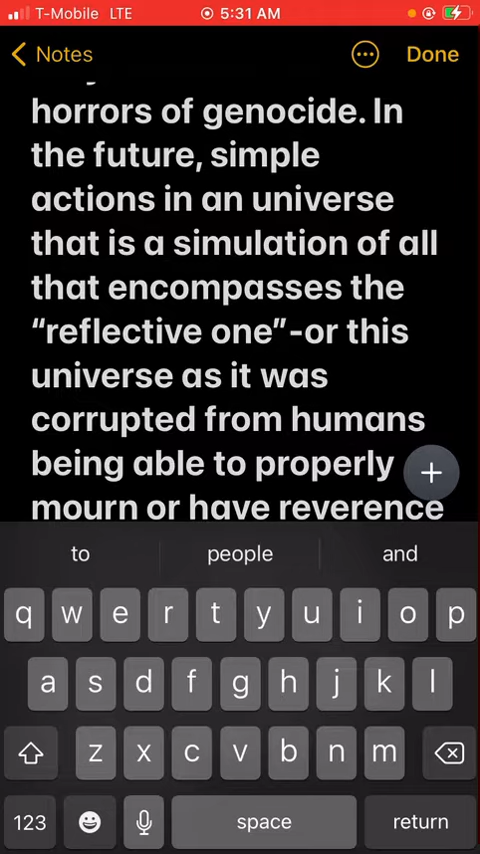 T-Mobile LTE 5:31 AM
Notes Done
horrors of genocide. In
the future, simple
actions in an universe
that is a simulation of all
that encompasses the
“reflective one”-or this
universe as it was
corrupted from humans
being able to properly
mourn or have reverence
to people and
q w e r t y u i o p
a s d f g h j k l
z x c v b n m
123 space return